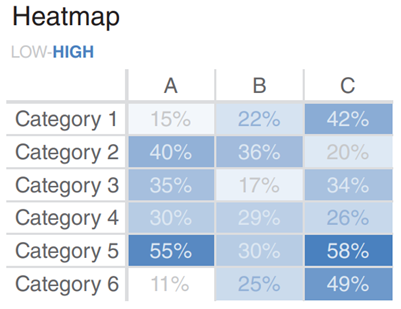 Heatmap
LOW-HIGH
A B C
Category 1 15% 22% 42%
Category 2 40% 36% 20%
Category 3 35% 17% 34%
Category 4 30% 29% 26%
Category 5 55% 30% 58%
Category 6 11% 25% 49%